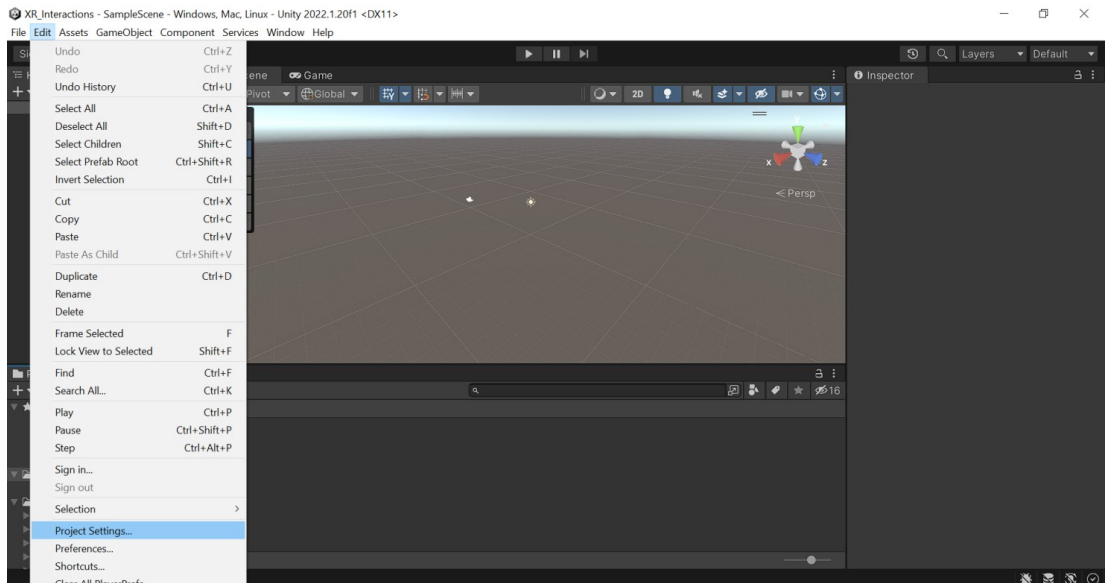 XR_Interactions - SampleScene - Windows, Mac, Linux - Unity 2022.1.20f1 <DX11>
File Edit Assets GameObject Component Services Window Help
Undo Ctrl+Z
Redo Ctrl+Y
Undo History Ctrl+U
Select All Ctrl+A
Deselect All Shift+D
Select Children Shift+C
Select Prefab Root Ctrl+Shift+R
Invert Selection Ctrl+I
Cut Ctrl+X
Copy Ctrl+C
Paste Ctrl+V
Paste As Child Ctrl+Shift+V
Duplicate Ctrl+D
Rename
Delete
Frame Selected F
Lock View to Selected Shift+F
Find Ctrl+F
Search All... Ctrl+K
Play Ctrl+P
Pause Ctrl+Shift+P
Step Ctrl+Alt+P
Sign in...
Sign out
Selection
Project Settings...
Preferences...
Shortcuts...
Clear All PlayerPrefs
Layers Default
cene Game
Pivot Global 2D
x y z
Persp
16
Inspector